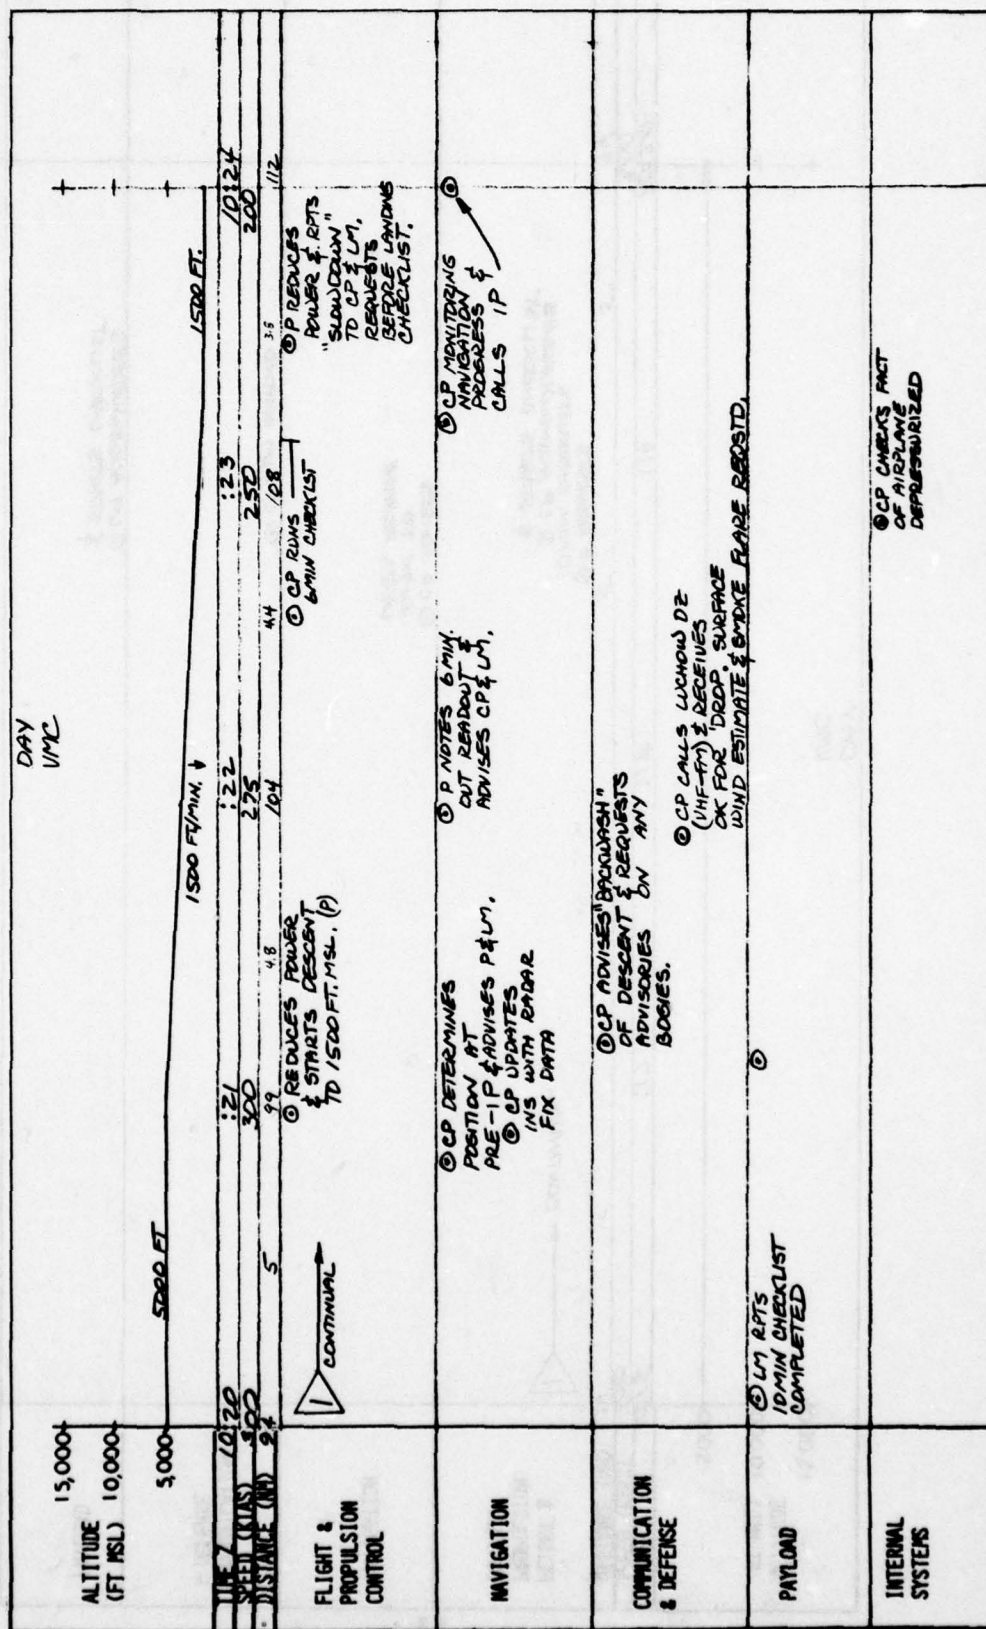 DAY
VMC
ALTITUDE
(FT MSL)
15,000
10,000
5,000
5000 FT
1500 FT/MIN.
1500 FT.
TIME Z 10:20 :21 :22 :23 10:24
SPEED (KIAS) 300 300 275 250 200
DISTANCE (NM) 94 5 99 4.8 104 4.4 108 3.8 112
FLIGHT &
PROPULSION
CONTROL
1 CONTINUAL
REDUCES POWER
& STARTS DESCENT
TO 1500 FT. MSL. (P)
CP RUNS
6 MIN CHECKLIST
P REDUCES
POWER & RPTS
"SLOWDOWN"
TO CP & LM,
REQUESTS
BEFORE LANDING
CHECKLIST.
NAVIGATION
CP DETERMINES
POSITION AT
PRE-IP & ADVISES P & LM.
CP UPDATES
INS WITH RADAR
FIX DATA
P NOTES 6 MIN.
OUT READOUT &
ADVISES CP & LM.
CP MONITORING
NAVIGATION
PROGRESS &
CALLS IP
COMMUNICATION
& DEFENSE
CP ADVISES "BACKWASH"
OF DESCENT & REQUESTS
ADVISORIES ON ANY
BOGIES.
CP CALLS LUCHOW DZ
(VHF-FM) & RECEIVES
OK FOR DROP. SURFACE
WIND ESTIMATE & SMOKE FLARE REQSTD.
PAYLOAD
LM RPTS
10 MIN CHECKLIST
COMPLETED
INTERNAL
SYSTEMS
CP CHECKS FACT
OF AIRPLANE
DEPRESSURIZED